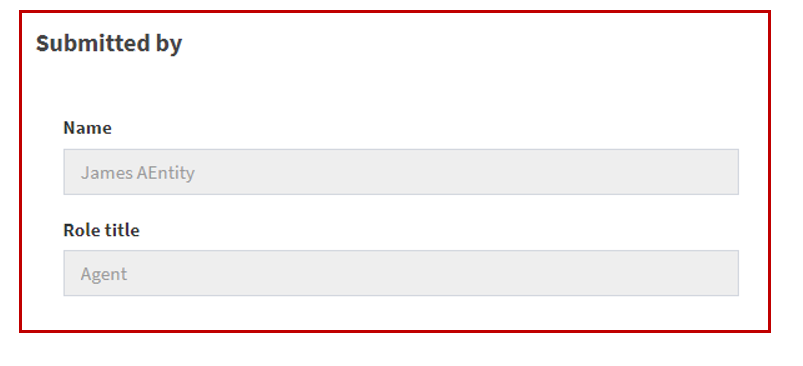 Submitted by
Name
James AEntity
Role title
Agent